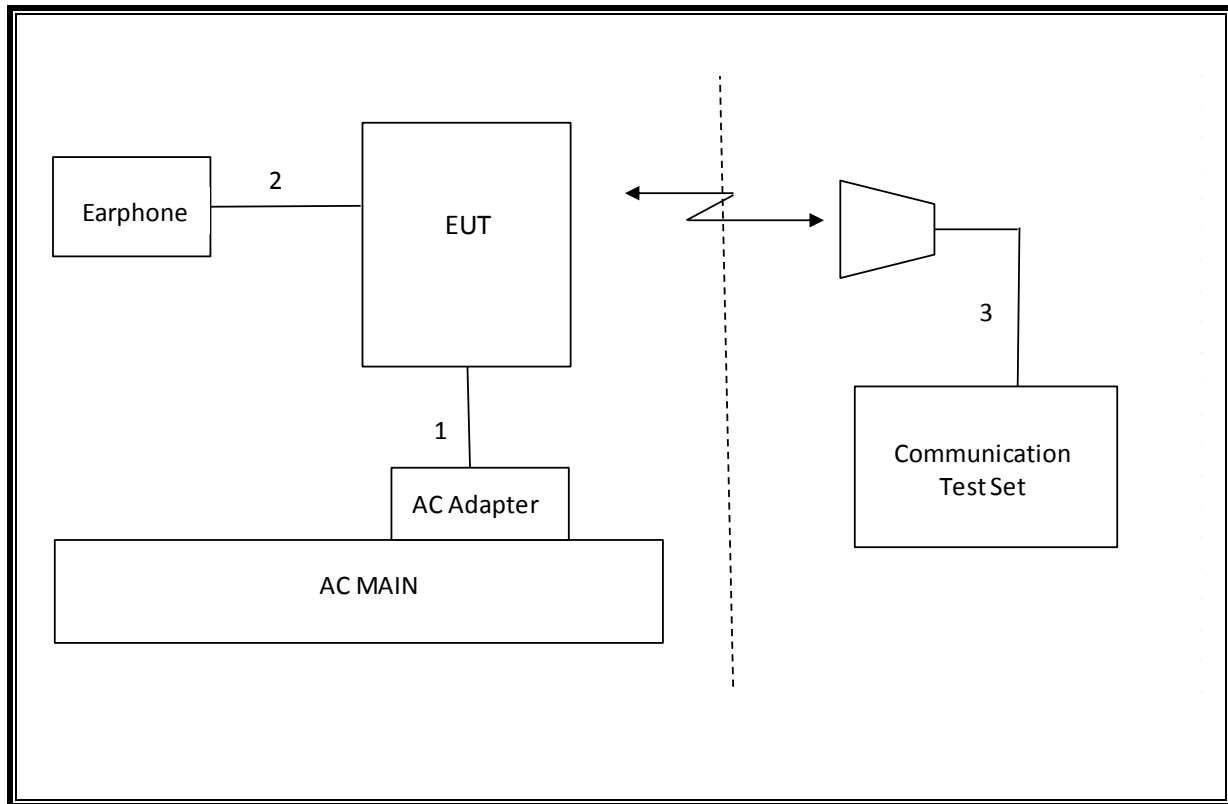 2
Earphone
EUT
3
1
Communication
Test Set
AC Adapter
AC MAIN